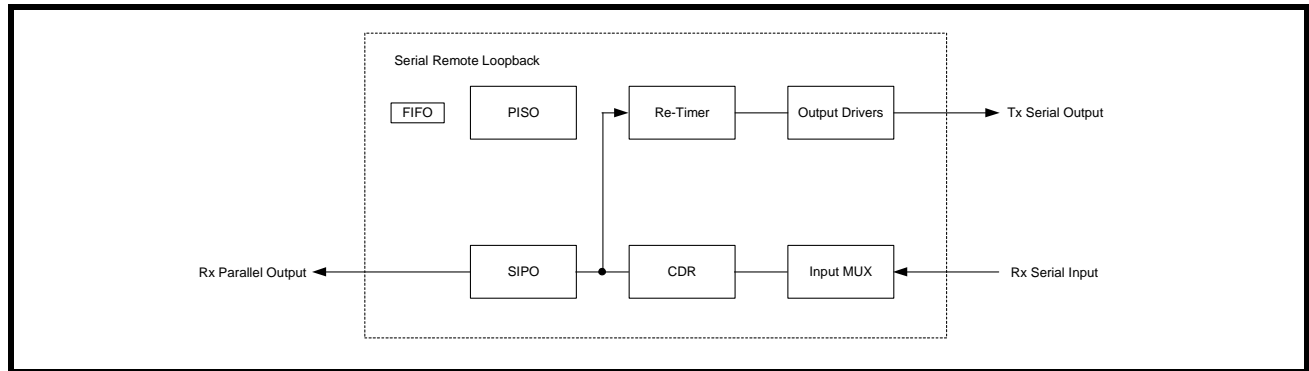 Serial Remote Loopback
FIFO
PISO
Re-Timer
Output Drivers
Tx Serial Output
Rx Parallel Output
SIPO
CDR
Input MUX
Rx Serial Input